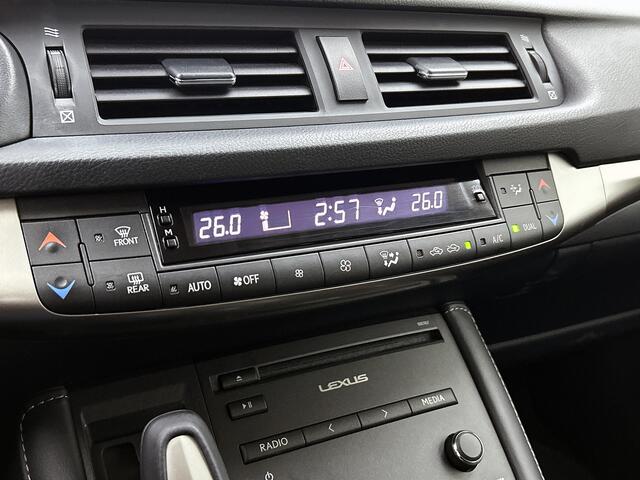 H
M
26.0 2:57 26.0
FRONT
REAR
AUTO
OFF
A/C
DUAL
LEXUS
RADIO
MEDIA